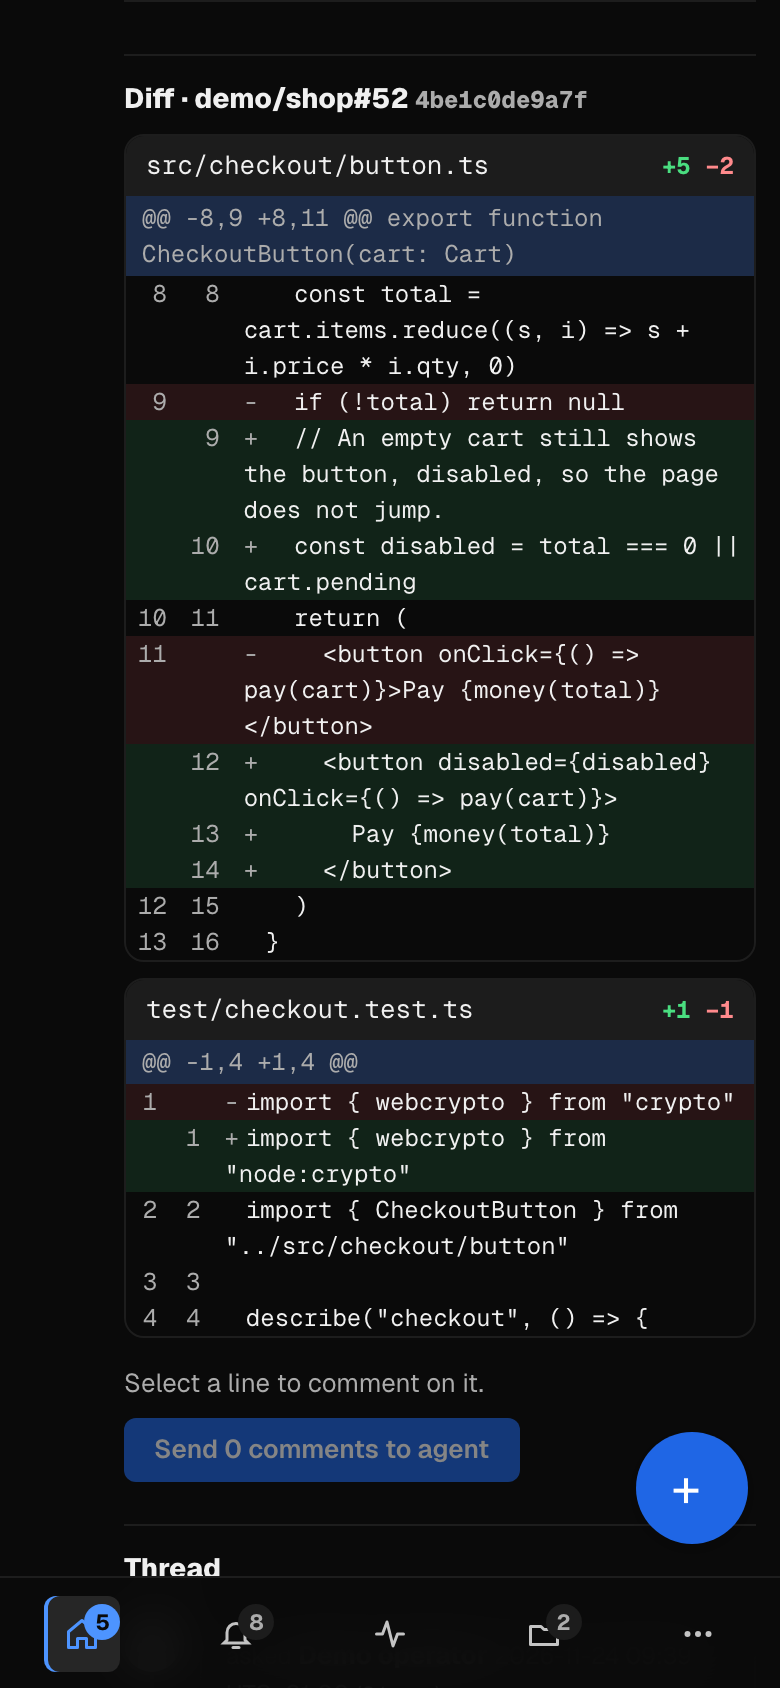 Diff · demo/shop#52 4be1c0de9a7f
src/checkout/button.ts +5 −2
@@ -8,9 +8,11 @@ export function
CheckoutButton(cart: Cart)
8 8 const total =
cart.items.reduce((s, i) => s +
i.price * i.qty, 0)
9 - if (!total) return null
9 + // An empty cart still shows
the button, disabled, so the page
does not jump.
10 + const disabled = total === 0 ||
cart.pending
10 11 return (
11 - <button onClick={() =>
pay(cart)}>Pay {money(total)}
</button>
12 + <button disabled={disabled}
onClick={() => pay(cart)}>
13 + Pay {money(total)}
14 + </button>
12 15 )
13 16 }
test/checkout.test.ts +1 −1
@@ -1,4 +1,4 @@
1 -import { webcrypto } from "crypto"
1 +import { webcrypto } from
"node:crypto"
2 2 import { CheckoutButton } from
"../src/checkout/button"
3 3
4 4 describe("checkout", () => {
Select a line to comment on it.
Send 0 comments to agent
+
Thread
5 8 2